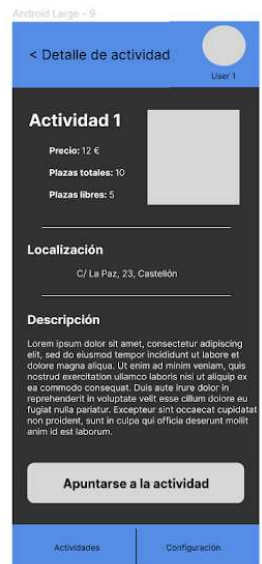 Android Large - 9
< Detalle de actividad
User 1
Actividad 1
Precio: 12 €
Plazas totales: 10
Plazas libres: 5
Localización
C/ La Paz, 23, Castellón
Descripción
Lorem ipsum dolor sit amet, consectetur adipiscing
elit, sed do eiusmod tempor incididunt ut labore et
dolore magna aliqua. Ut enim ad minim veniam, quis
nostrud exercitation ullamco laboris nisi ut aliquip ex
ea commodo consequat. Duis aute irure dolor in
reprehenderit in voluptate velit esse cillum dolore eu
fugiat nulla pariatur. Excepteur sint occaecat cupidatat
non proident, sunt in culpa qui officia deserunt mollit
anim id est laborum.
Apuntarse a la actividad
Actividades
Configuración